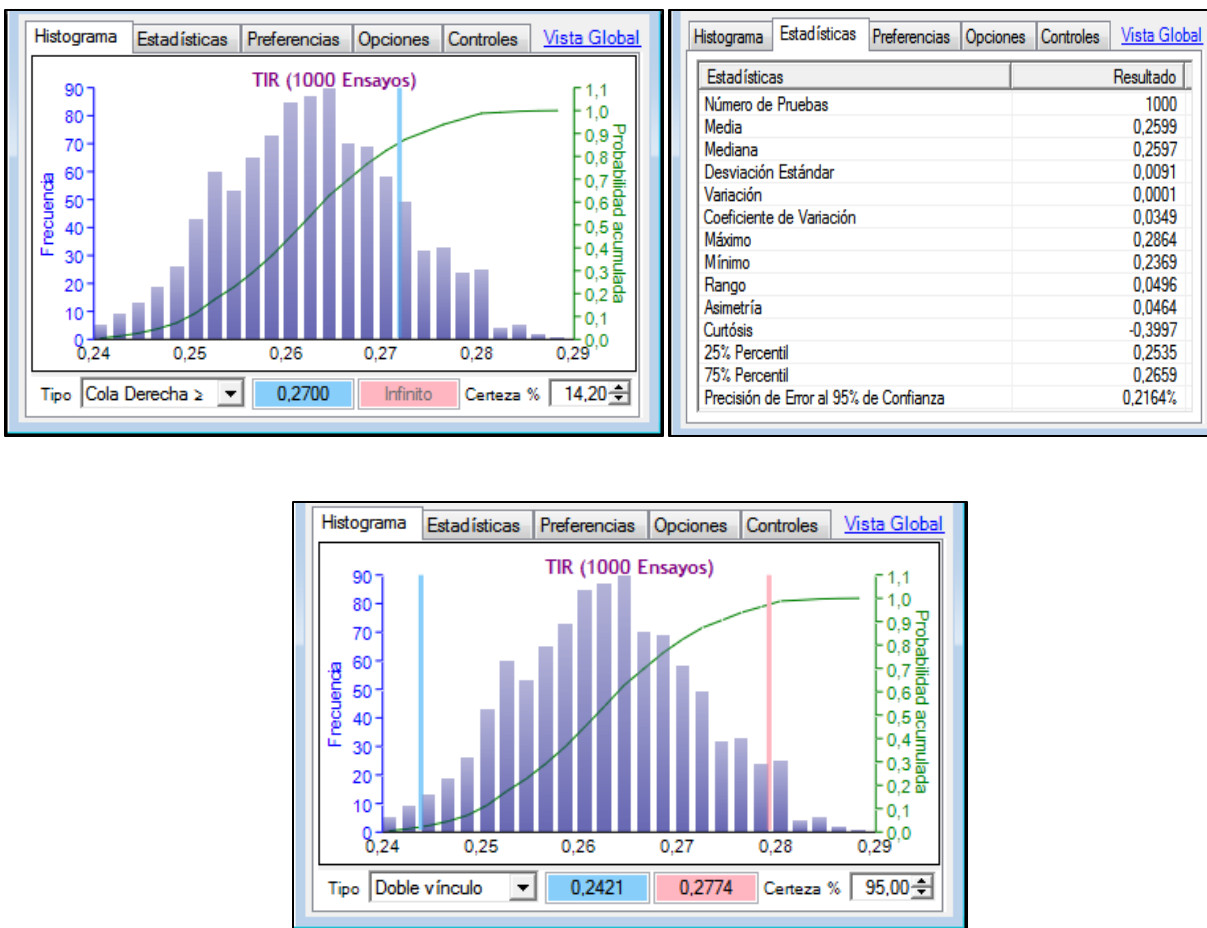 Histograma Estadísticas Preferencias Opciones Controles Vista Global
TIR (1000 Ensayos)
Frecuencia
90
80
70
60
50
40
30
20
10
0
1,1
1,0
0,9
0,8
0,7
0,6
0,5
0,4
0,3
0,2
0,1
0,0
Probabilidad acumulada
0,24 0,25 0,26 0,27 0,28 0,29
Tipo Cola Derecha ≥ 0,2700 Infinito Certeza % 14,20
Histograma Estadísticas Preferencias Opciones Controles Vista Global
Estadísticas Resultado
Número de Pruebas 1000
Media 0,2599
Mediana 0,2597
Desviación Estándar 0,0091
Variación 0,0001
Coeficiente de Variación 0,0349
Máximo 0,2864
Mínimo 0,2369
Rango 0,0496
Asimetría 0,0464
Curtósis -0,3997
25% Percentil 0,2535
75% Percentil 0,2659
Precisión de Error al 95% de Confianza 0,2164%
Histograma Estadísticas Preferencias Opciones Controles Vista Global
TIR (1000 Ensayos)
Frecuencia
90
80
70
60
50
40
30
20
10
0
1,1
1,0
0,9
0,8
0,7
0,6
0,5
0,4
0,3
0,2
0,1
0,0
Probabilidad acumulada
0,24 0,25 0,26 0,27 0,28 0,29
Tipo Doble vínculo 0,2421 0,2774 Certeza % 95,00